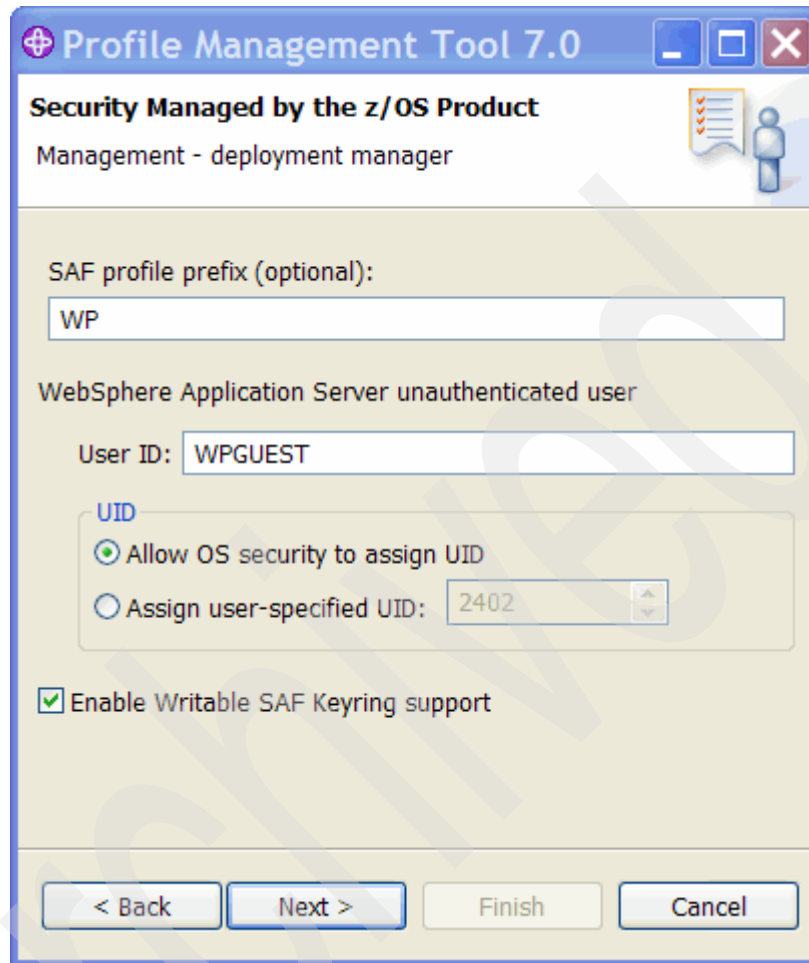 Profile Management Tool 7.0
Security Managed by the z/OS Product
Management - deployment manager
SAF profile prefix (optional):
WP
WebSphere Application Server unauthenticated user
User ID: WPGUEST
UID
Allow OS security to assign UID
Assign user-specified UID: 2402
Enable Writable SAF Keyring support
< Back Next > Finish Cancel